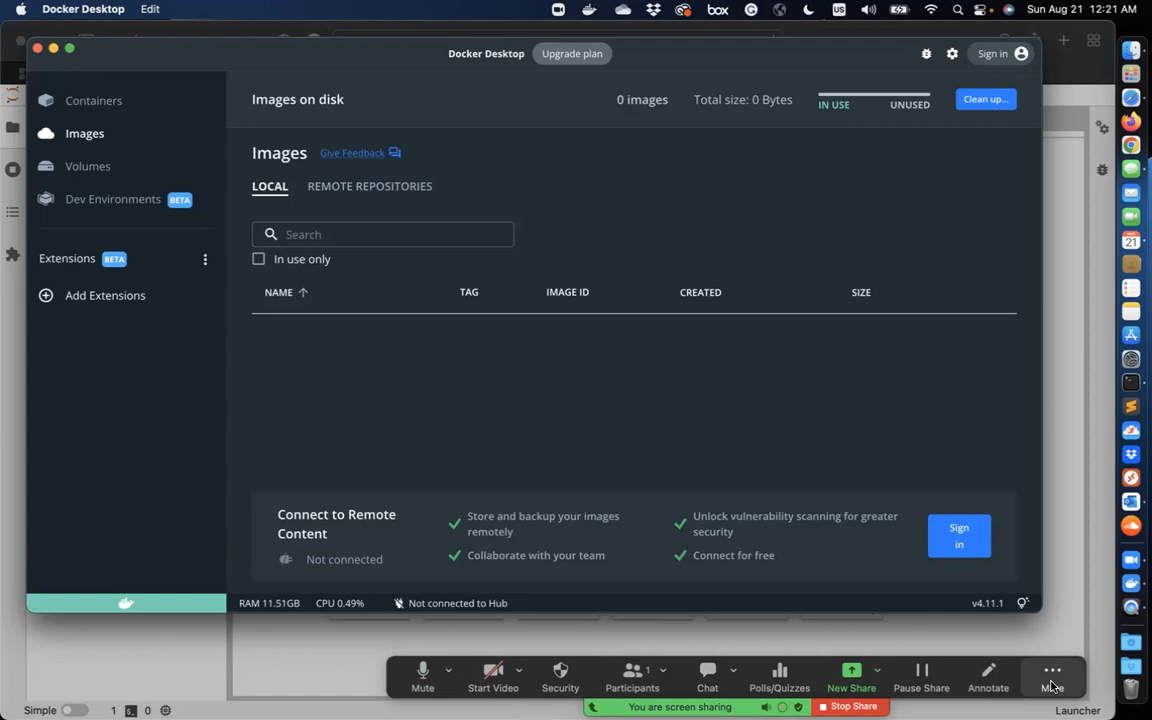 Docker Desktop Edit
box
US
Sun Aug 21 12:21 AM
Docker Desktop
Upgrade plan
Sign in
Containers
Images
Volumes
Dev Environments BETA
Extensions BETA
Add Extensions
Images on disk
0 images
Total size: 0 Bytes
IN USE
UNUSED
Clean up...
Images
Give Feedback
LOCAL
REMOTE REPOSITORIES
Search
In use only
NAME
TAG
IMAGE ID
CREATED
SIZE
Connect to Remote
Content
Not connected
Store and backup your images
remotely
Collaborate with your team
Unlock vulnerability scanning for greater
security
Connect for free
Sign
in
RAM 11.51GB CPU 0.49% Not connected to Hub
v4.11.1
Mute
Start Video
Security
1
Participants
Chat
Polls/Quizzes
New Share
Pause Share
Annotate
More
You are screen sharing
Stop Share
Simple
1
0
Launcher
21